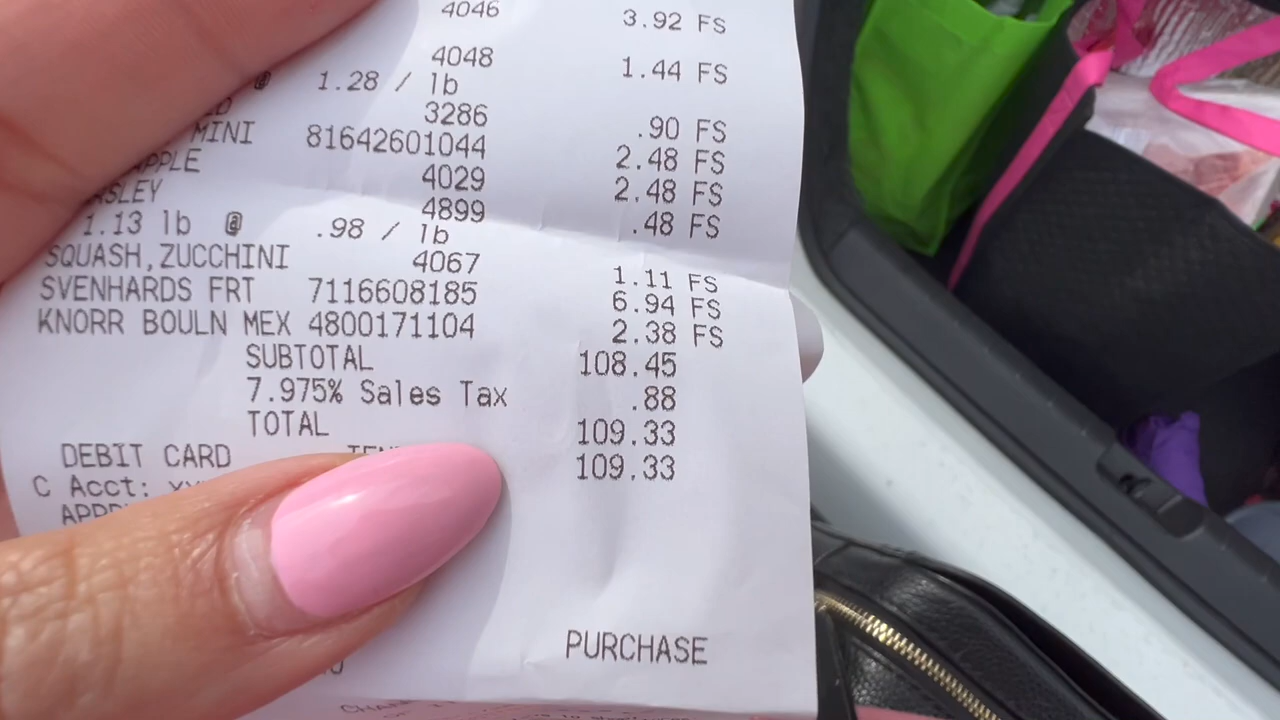 4046 3.92 FS
4048 1.44 FS
@ 1.28 / lb
3286 .90 FS
MINI 81642601044 2.48 FS
APPLE 4029 2.48 FS
4899 .48 FS
1.13 lb @ .98 / lb
SQUASH,ZUCCHINI 4067 1.11 FS
SVENHARDS FRT 7116608185 6.94 FS
KNORR BOULN MEX 4800171104 2.38 FS
SUBTOTAL 108.45
7.975% Sales Tax .88
TOTAL 109.33
DEBIT CARD 109.33
C Acct:
PURCHASE